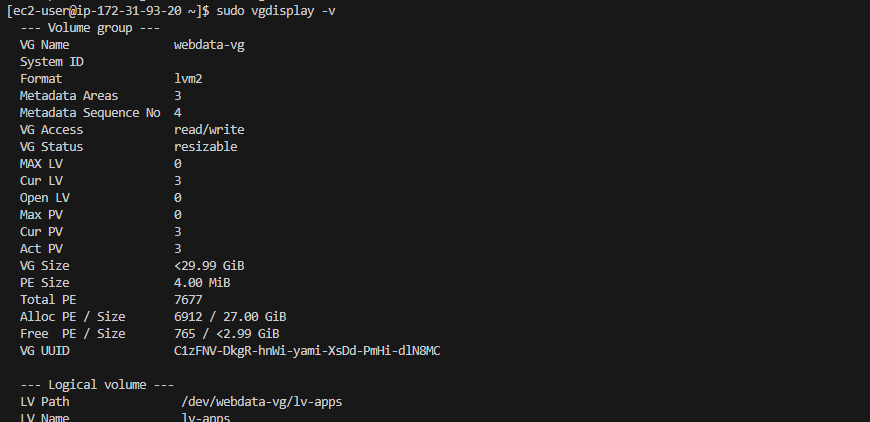 [ec2-user@ip-172-31-93-20 ~]$ sudo vgdisplay -v
  --- Volume group ---
  VG Name               webdata-vg
  System ID
  Format                lvm2
  Metadata Areas        3
  Metadata Sequence No  4
  VG Access             read/write
  VG Status             resizable
  MAX LV                0
  Cur LV                3
  Open LV               0
  Max PV                0
  Cur PV                3
  Act PV                3
  VG Size               <29.99 GiB
  PE Size               4.00 MiB
  Total PE              7677
  Alloc PE / Size       6912 / 27.00 GiB
  Free  PE / Size       765 / <2.99 GiB
  VG UUID               C1zFNV-DkgR-hnWi-yami-XsDd-PmHi-dlN8MC
  --- Logical volume ---
  LV Path                /dev/webdata-vg/lv-apps
  LV Name                lv-apps